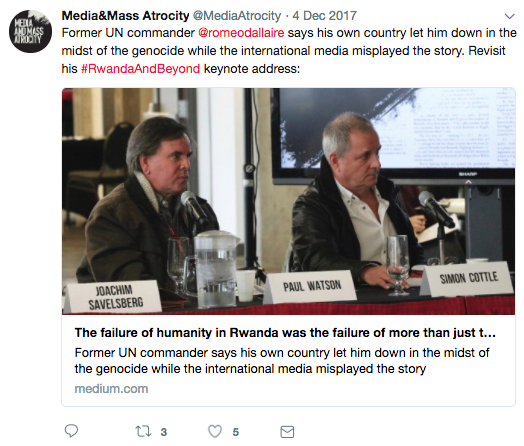 MEDIA
AND MASS
ATROCITY
Media&Mass Atrocity @MediaAtrocity · 4 Dec 2017
Former UN commander @romeodallaire says his own country let him down in the
midst of the genocide while the international media misplayed the story. Revisit
his #RwandaAndBeyond keynote address:
SHARP
JOACHIM
SAVELSBERG
PAUL WATSON
SIMON COTTLE
The failure of humanity in Rwanda was the failure of more than just t...
Former UN commander says his own country let him down in the midst of
the genocide while the international media misplayed the story
medium.com
3
5